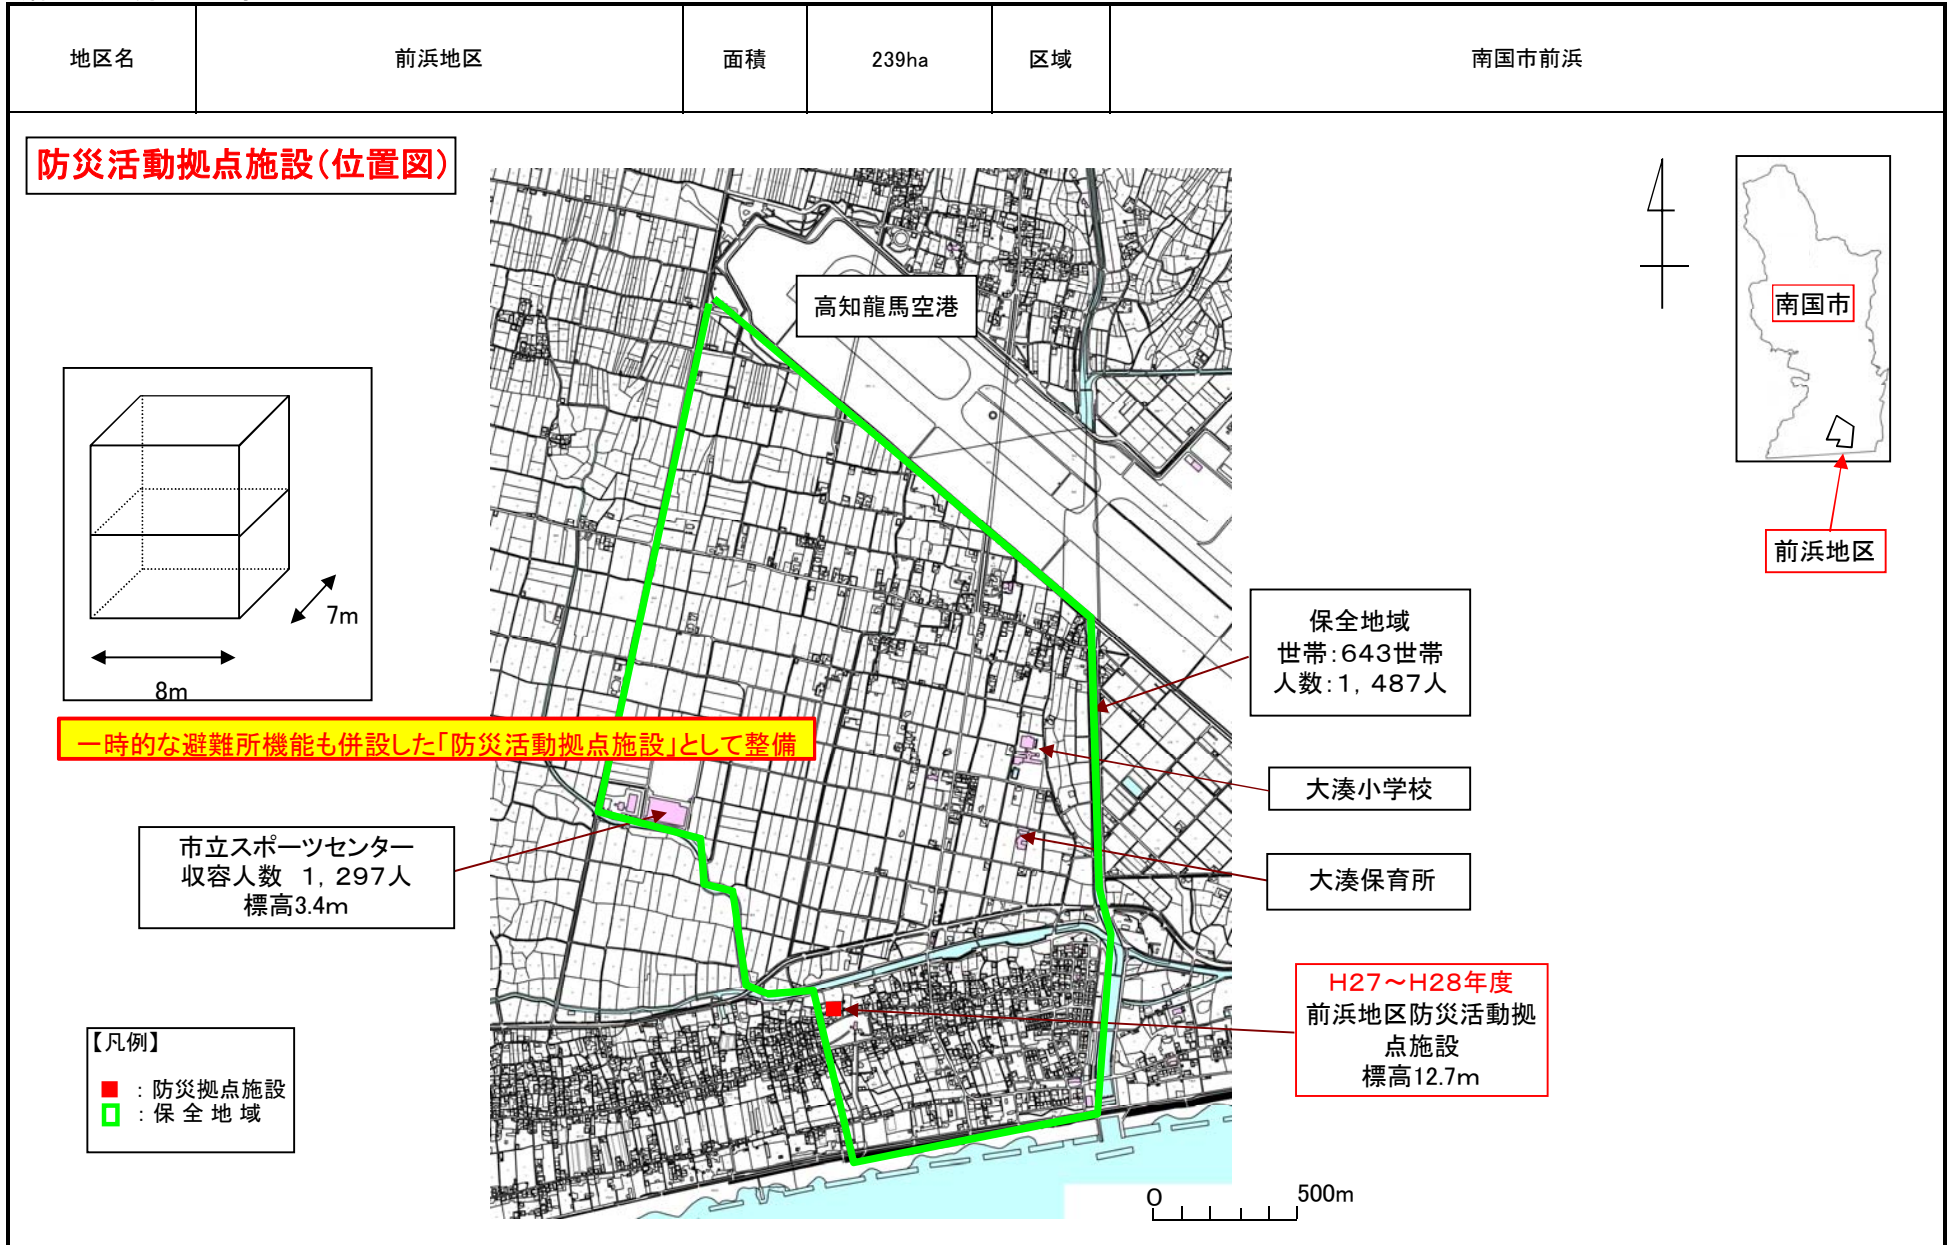 地区名
前浜地区
面積
239ha
区域
南国市前浜
防災活動拠点施設(位置図)
高知龍馬空港
南国市
前浜地区
7m
8m
一時的な避難所機能も併設した「防災活動拠点施設」として整備
保全地域
世帯:643世帯
人数:1,487人
大湊小学校
市立スポーツセンター
収容人数 1,297人
標高3.4m
大湊保育所
H27~H28年度
前浜地区防災活動拠
点施設
標高12.7m
【凡例】
:防災拠点施設
:保 全 地 域
0
500m